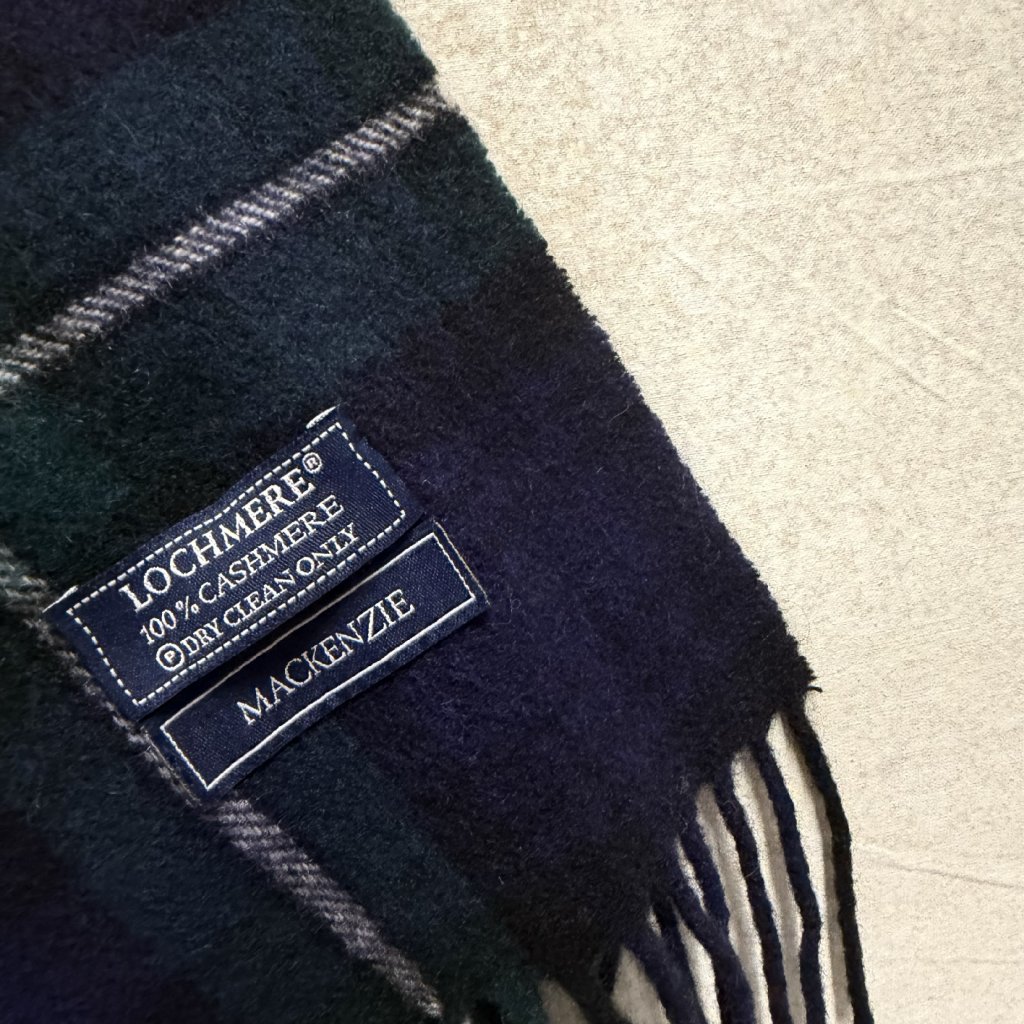 LOCHMERE®
100% CASHMERE
Ⓟ DRY CLEAN ONLY
MACKENZIE